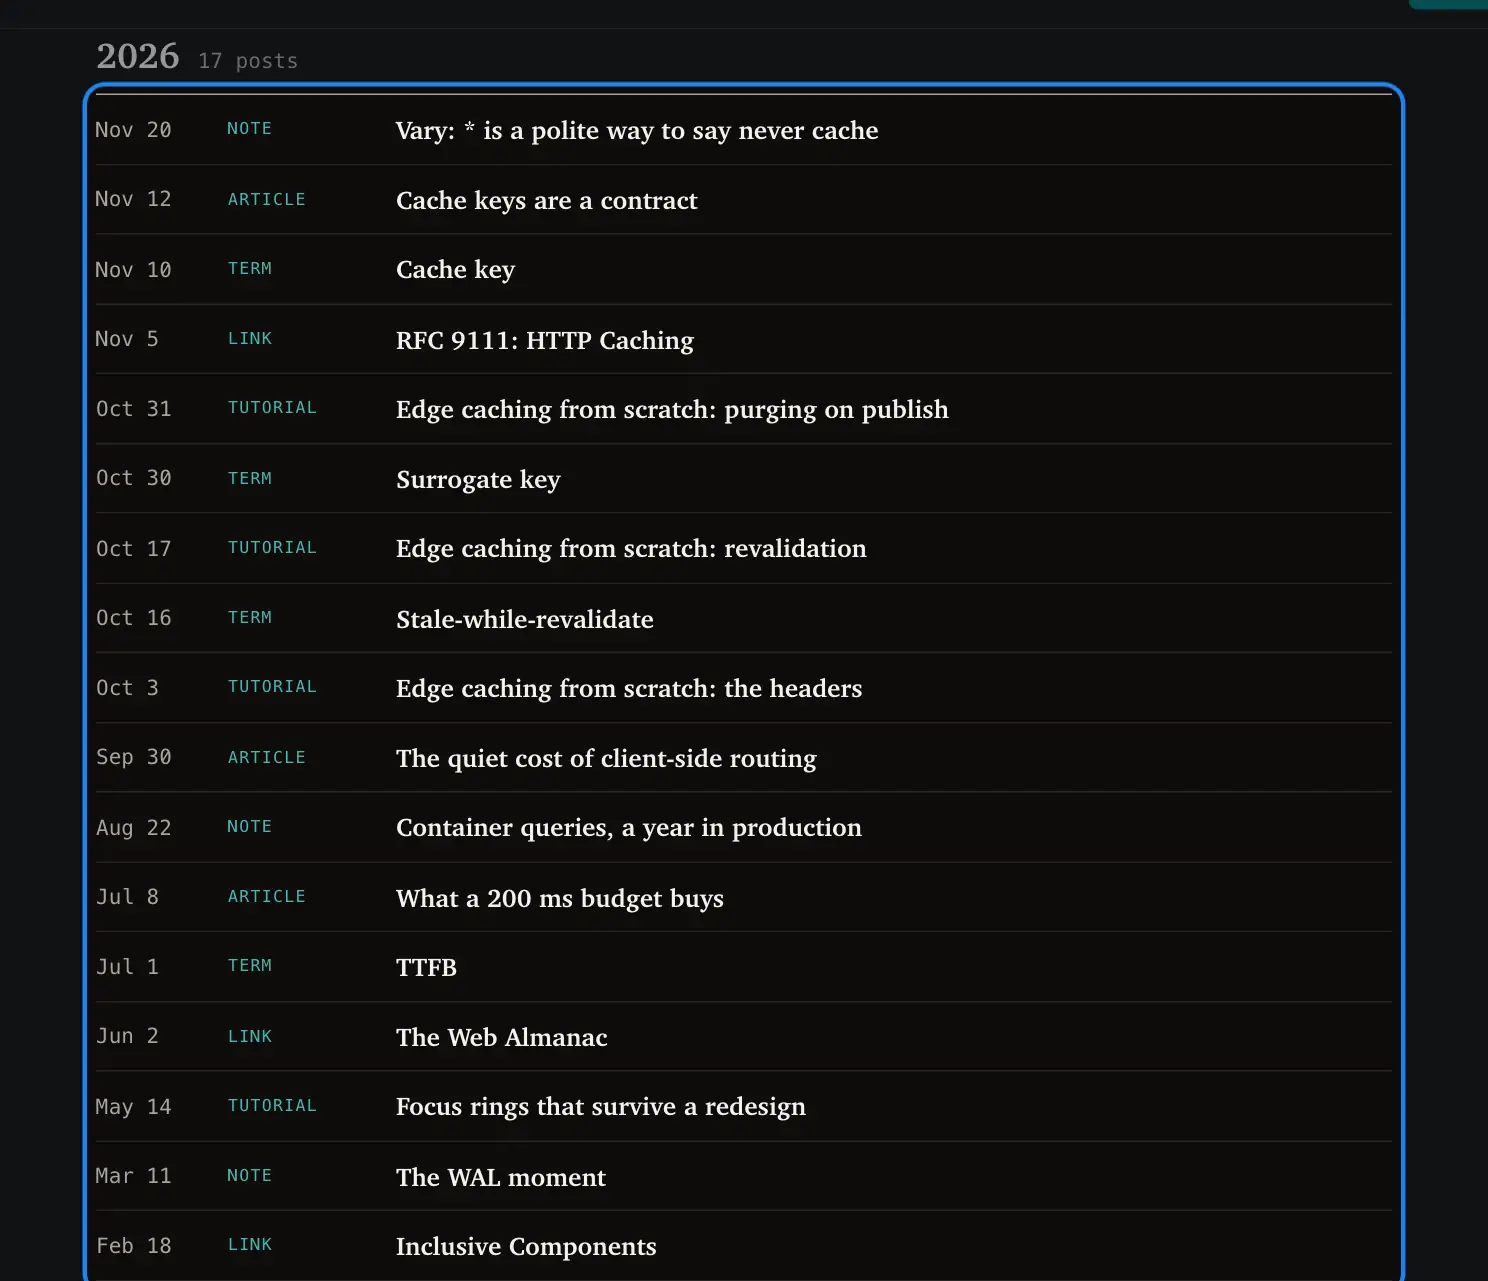 2026 17 posts
Nov 20 NOTE Vary: * is a polite way to say never cache
Nov 12 ARTICLE Cache keys are a contract
Nov 10 TERM Cache key
Nov 5 LINK RFC 9111: HTTP Caching
Oct 31 TUTORIAL Edge caching from scratch: purging on publish
Oct 30 TERM Surrogate key
Oct 17 TUTORIAL Edge caching from scratch: revalidation
Oct 16 TERM Stale-while-revalidate
Oct 3 TUTORIAL Edge caching from scratch: the headers
Sep 30 ARTICLE The quiet cost of client-side routing
Aug 22 NOTE Container queries, a year in production
Jul 8 ARTICLE What a 200 ms budget buys
Jul 1 TERM TTFB
Jun 2 LINK The Web Almanac
May 14 TUTORIAL Focus rings that survive a redesign
Mar 11 NOTE The WAL moment
Feb 18 LINK Inclusive Components